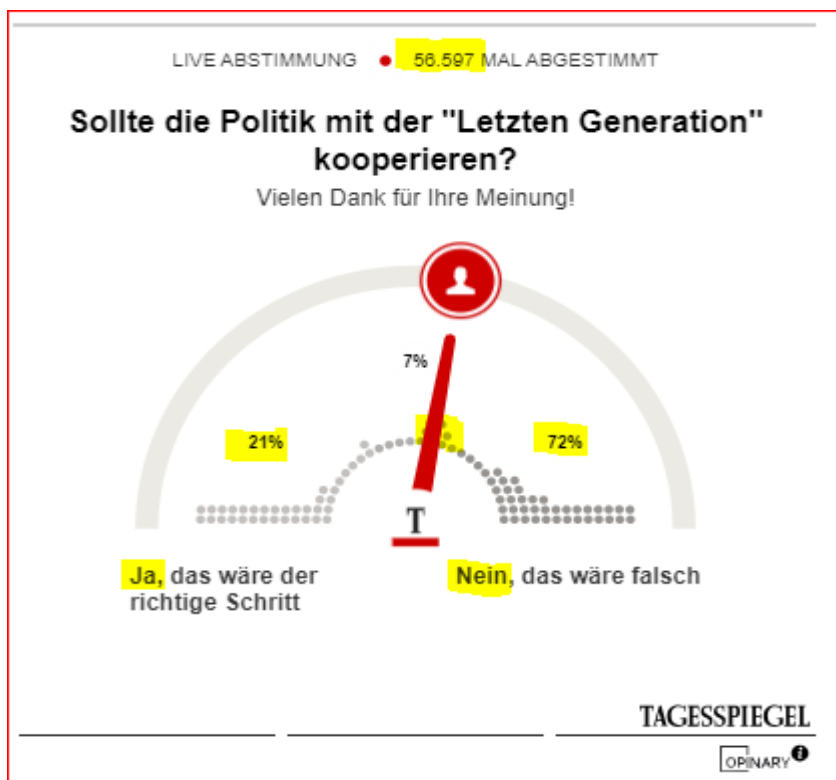 LIVE ABSTIMMUNG ● 56.597 MAL ABGESTIMMT
Sollte die Politik mit der "Letzten Generation"
kooperieren?
Vielen Dank für Ihre Meinung!
7%
21%
72%
T
Ja, das wäre der
richtige Schritt
Nein, das wäre falsch
TAGESSPIEGEL
OPINARY i